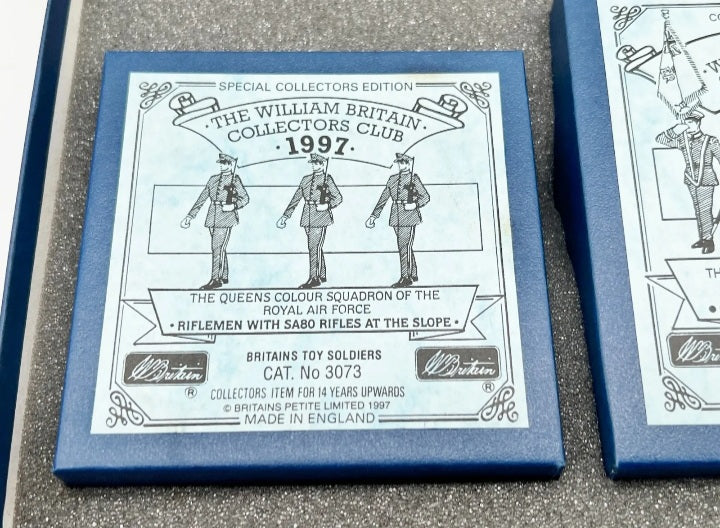 SPECIAL COLLECTORS EDITION
·THE WILLIAM BRITAIN·
COLLECTORS CLUB
·1997·
THE QUEENS COLOUR SQUADRON OF THE
ROYAL AIR FORCE
• RIFLEMEN WITH SA80 RIFLES AT THE SLOPE •
BRITAINS TOY SOLDIERS
CAT. No 3073
WBritain ®
WBritain ®
COLLECTORS ITEM FOR 14 YEARS UPWARDS
© BRITAINS PETITE LIMITED 1997
MADE IN ENGLAND